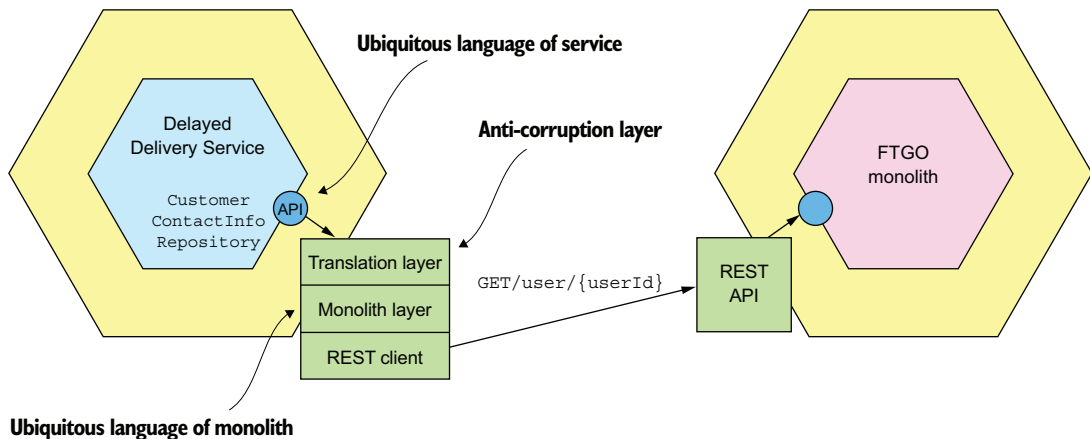 Ubiquitous language of service
Delayed
Delivery Service
Customer
ContactInfo
Repository
API
Anti-corruption layer
Translation layer
Monolith layer
REST client
GET/user/{userId}
REST
API
FTGO
monolith
Ubiquitous language of monolith